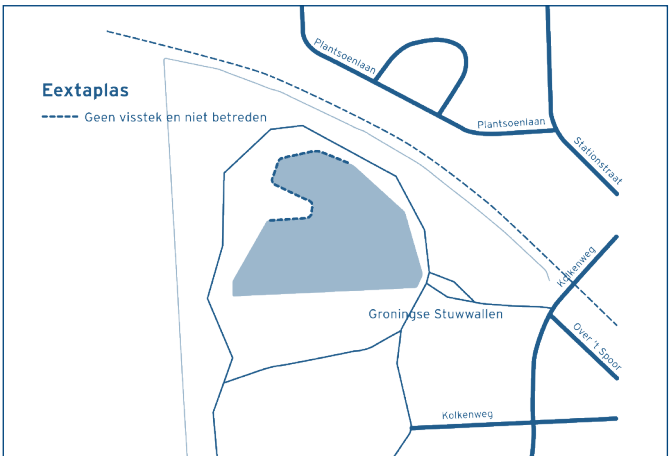 Plantsoenlaan
Eextaplas
Geen visstek en niet betreden
Plantsoenlaan
Stationstraat
Kolkenweg
Groningse Stuwwallen
Over 't Spoor
Kolkenweg